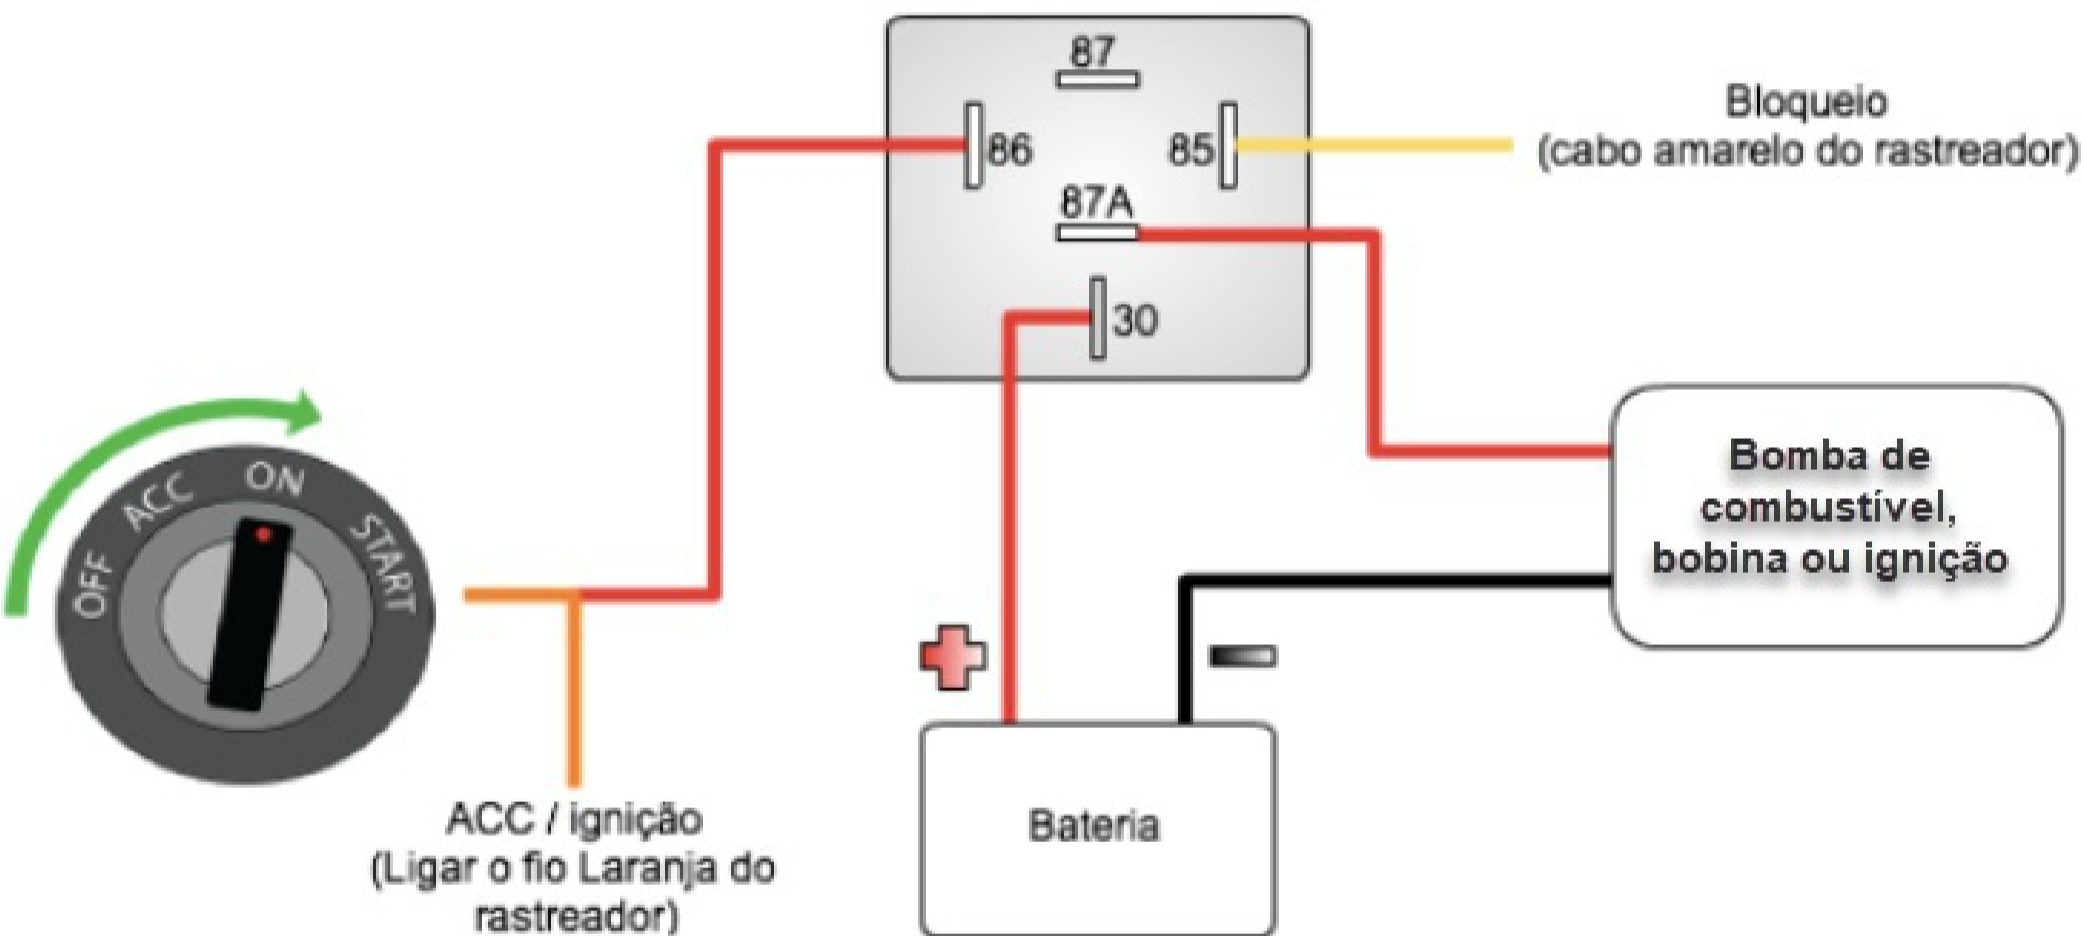 87
86
85
Bloqueio
(cabo amarelo do rastreador)
87A
30
OFF
ACC
ON
START
Bomba de
combustível,
bobina ou ignição
ACC / ignição
(Ligar o fio Laranja do
rastreador)
Bateria